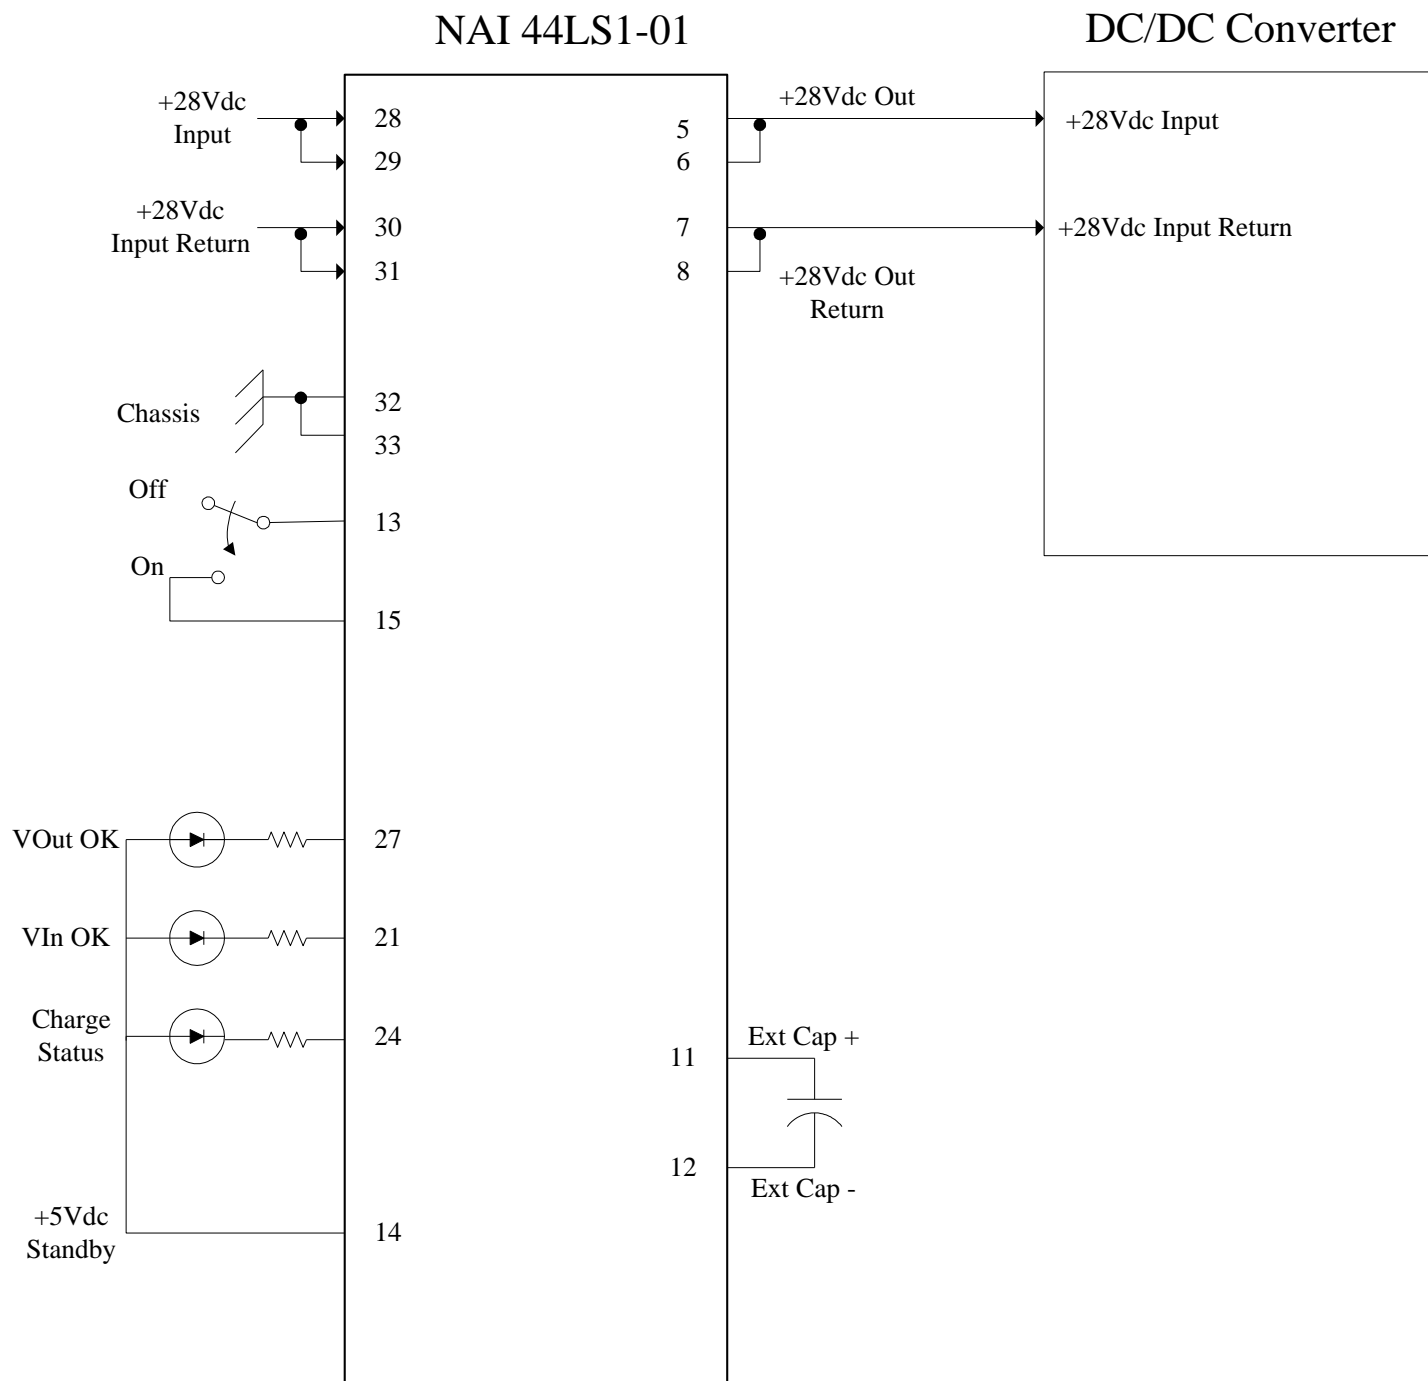 NAI 44LS1-01
DC/DC Converter
+28Vdc
Input
28
29
5
6
+28Vdc Out
+28Vdc Input
+28Vdc
Input Return
30
31
7
8
+28Vdc Out
Return
+28Vdc Input Return
Chassis
32
33
Off
13
On
15
VOut OK
27
VIn OK
21
Charge
Status
24
11
Ext Cap +
12
Ext Cap -
+5Vdc
Standby
14